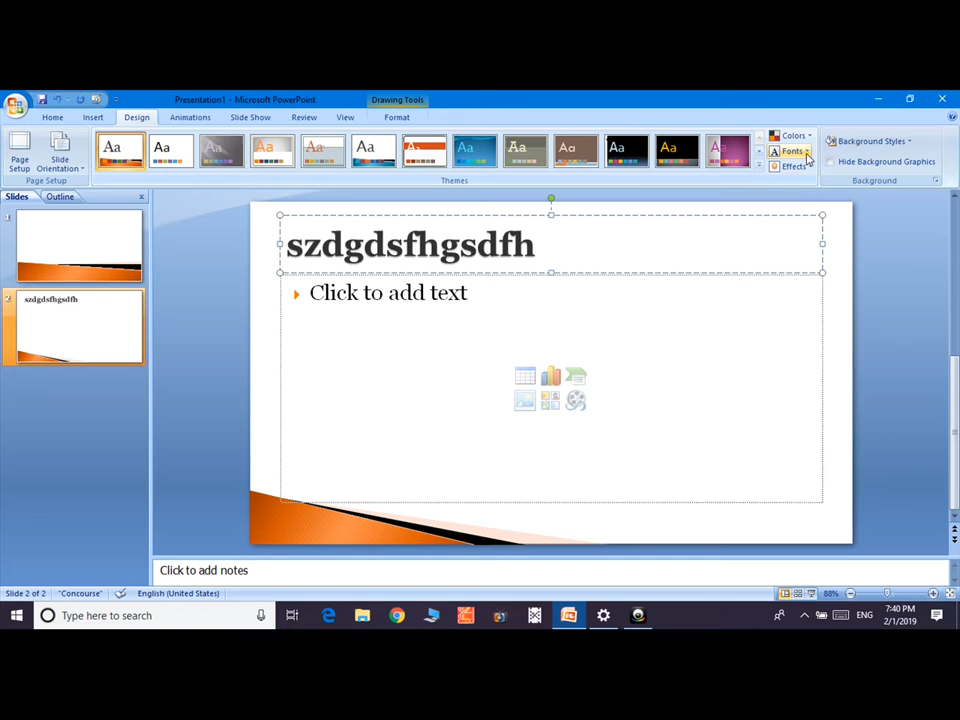 Presentation1 - Microsoft PowerPoint
Drawing Tools
Home
Insert
Design
Animations
Slide Show
Review
View
Format
Page
Setup
Slide
Orientation
Page Setup
Aa
Aa
Aa
Aa
Aa
Aa
Aa
Aa
Aa
Aa
Aa
Aa
Aa
Themes
Colors
Fonts
Effects
Background Styles
Hide Background Graphics
Background
Slides
Outline
1
2
szdgdsfhgsdfh
szdgdsfhgsdfh
Click to add text
Click to add notes
Slide 2 of 2
"Concourse"
English (United States)
88%
Type here to search
ENG
7:40 PM
2/1/2019